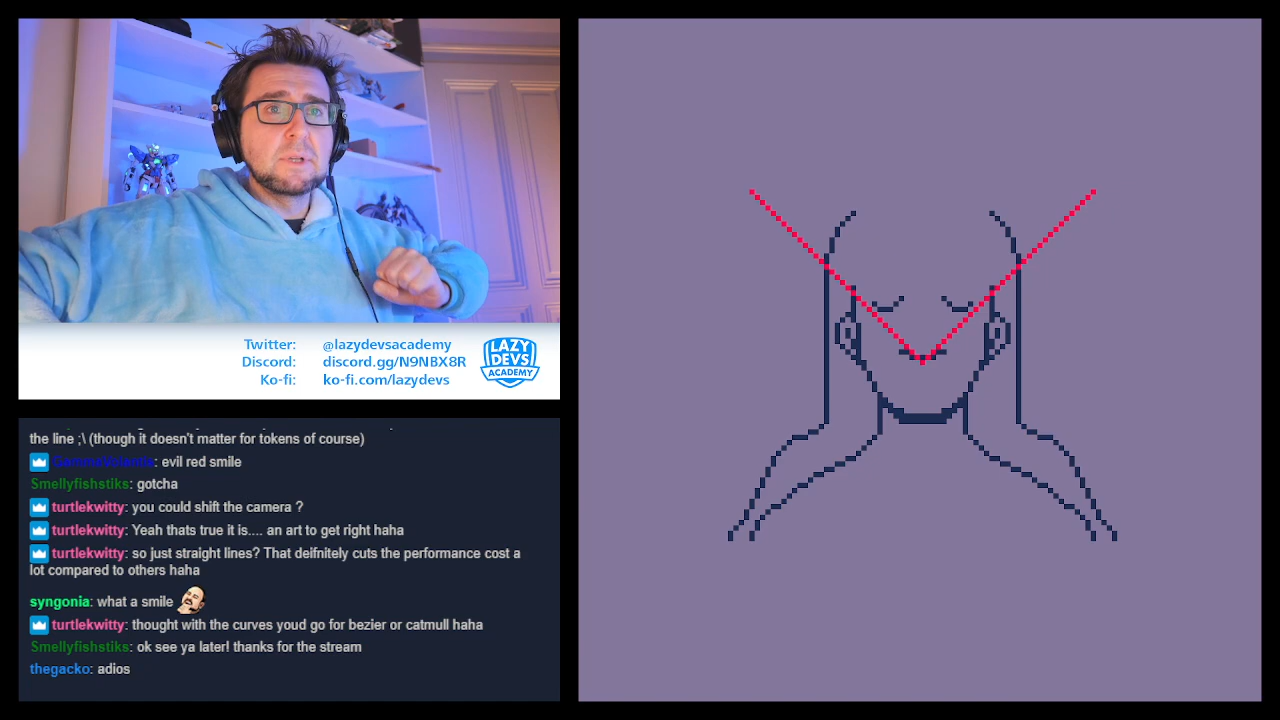 Twitter: @lazydevsacademy
Discord: discord.gg/N9NBX8R
Ko-fi: ko-fi.com/lazydevs
LAZY
DEVS
ACADEMY
the line ;\ (though it doesn't matter for tokens of course)
: evil red smile
Smellyfishstiks: gotcha
turtlekwitty: you could shift the camera ?
turtlekwitty: Yeah thats true it is.... an art to get right haha
turtlekwitty: so just straight lines? That deifnitely cuts the performance cost a
lot compared to others haha
syngonia: what a smile
turtlekwitty: thought with the curves youd go for bezier or catmull haha
Smellyfishstiks: ok see ya later! thanks for the stream
thegacko: adios